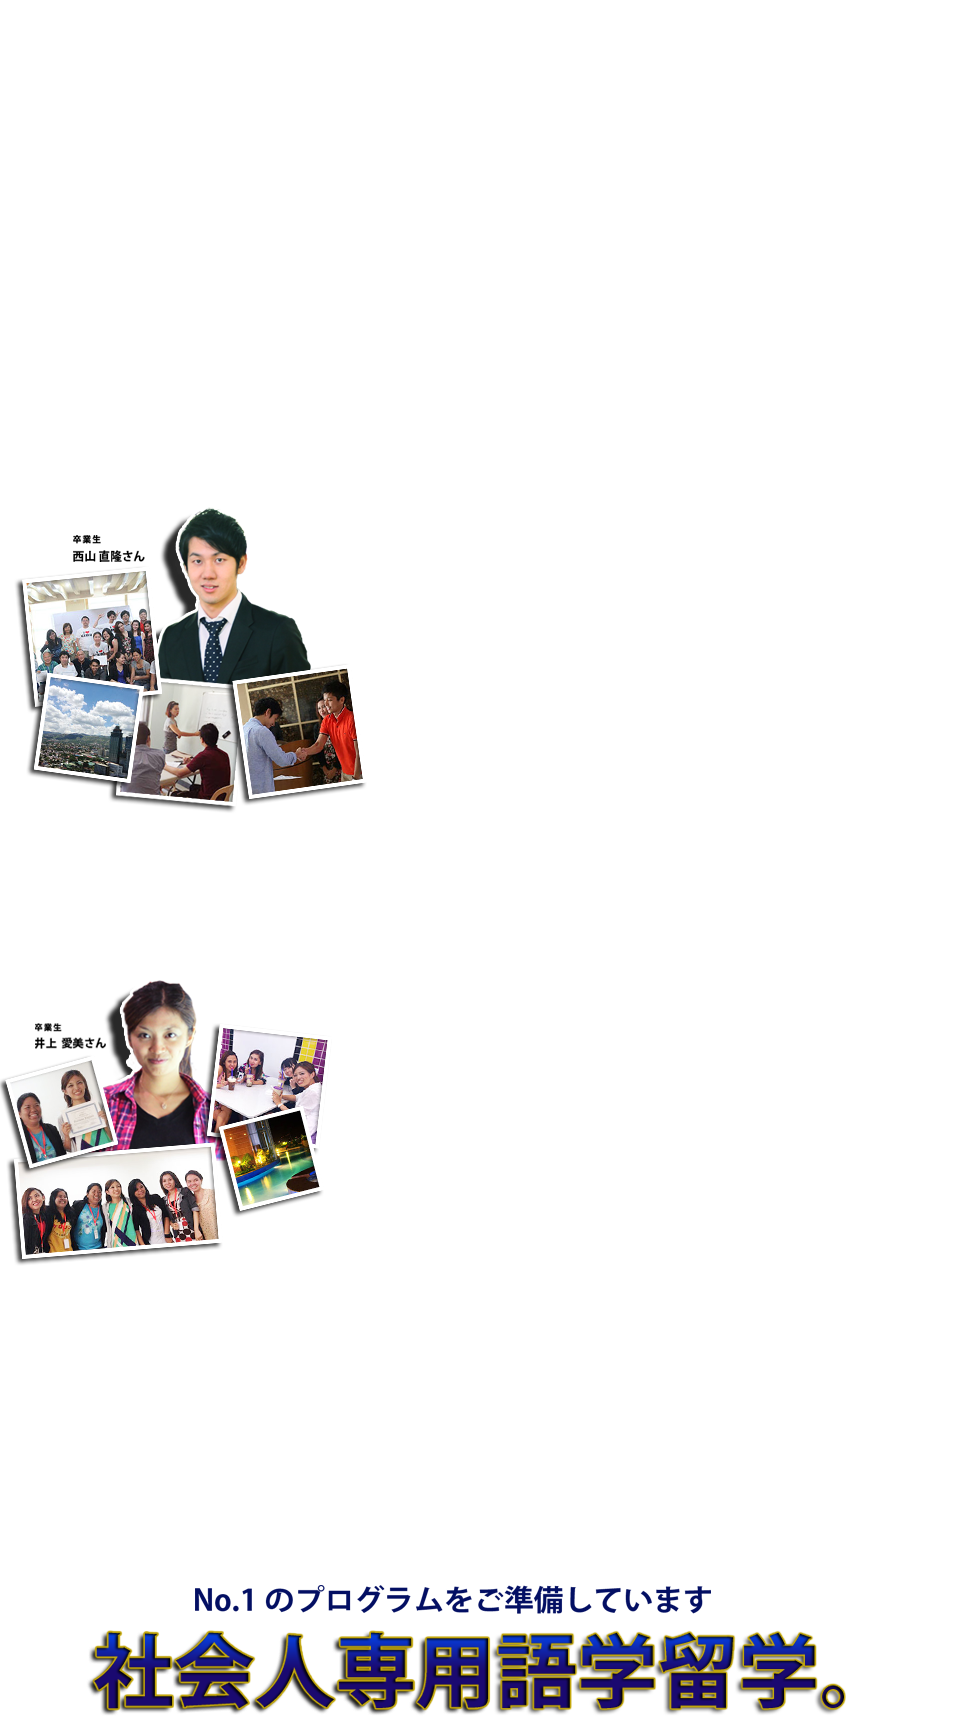 卒業生
西山 直隆さん
卒業生
井上 愛美さん
No.1 のプログラムをご準備しています
社会人専用語学留学。